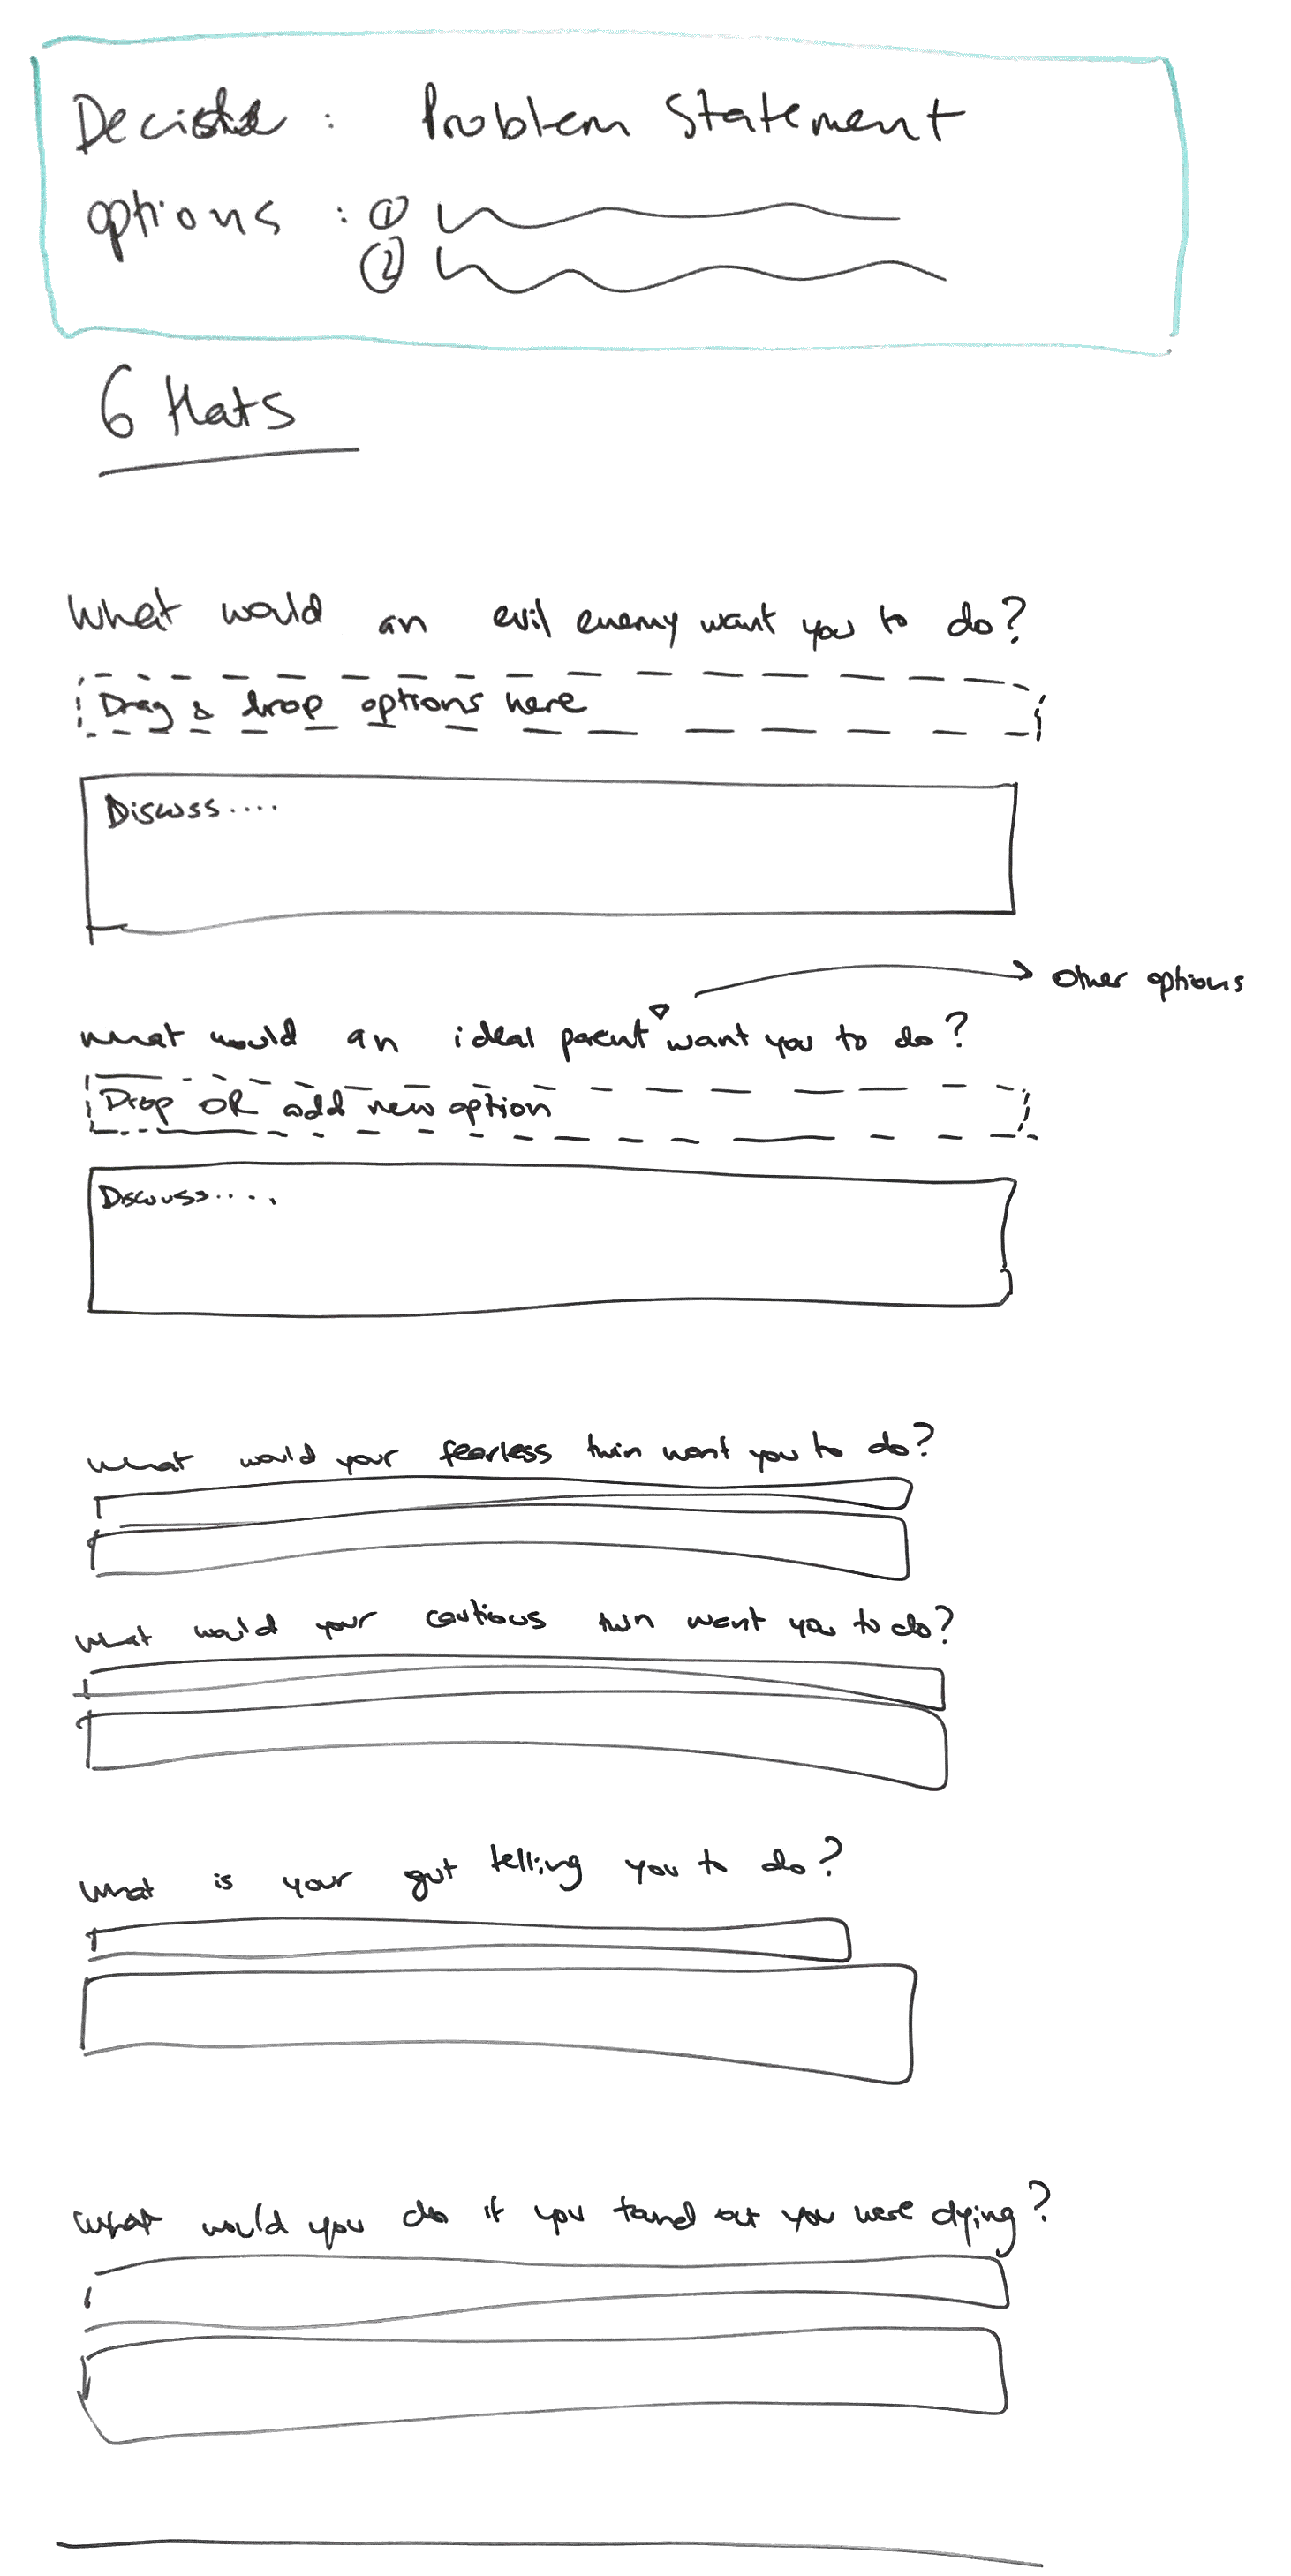 Decision : Problem Statement
options : ①
②
6 Hats
What would an evil enemy want you to do?
Drag & drop options here
Discuss....
Other options
What would an ideal parent want you to do?
Drop OR add new option
Discuss....
What would your fearless twin want you to do?
What would your cautious twin want you to do?
What is your gut telling you to do?
What would you do if you found out you were dying?